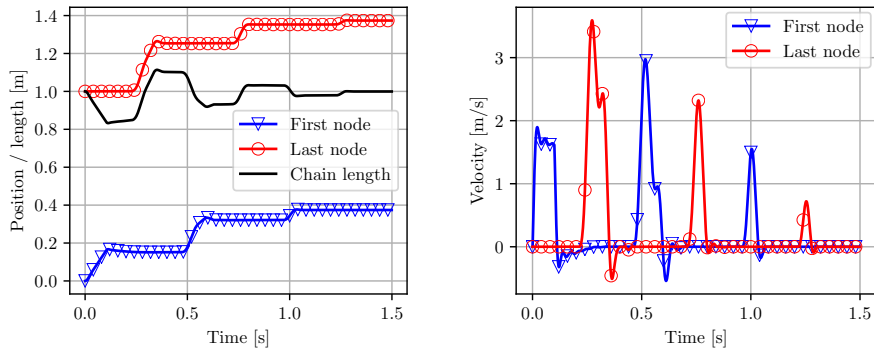 Position / length [m]
1.4
1.2
1.0
0.8
0.6
0.4
0.2
0.0
First node
Last node
Chain length
0.0
0.5
1.0
1.5
Time [s]
Velocity [m/s]
3
2
1
0
First node
Last node
0.0
0.5
1.0
1.5
Time [s]